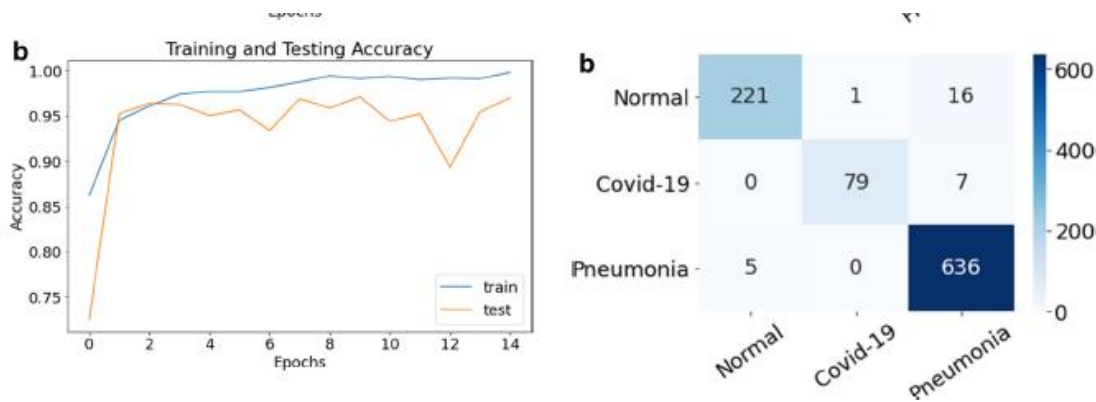 Epochs
b
Training and Testing Accuracy
1.00
0.95
0.90
0.85
0.80
0.75
Accuracy
train
test
0 2 4 6 8 10 12 14
Epochs
b
Normal 221 1 16
Covid-19 0 79 7
Pneumonia 5 0 636
Normal Covid-19 Pneumonia
600
400
200
0